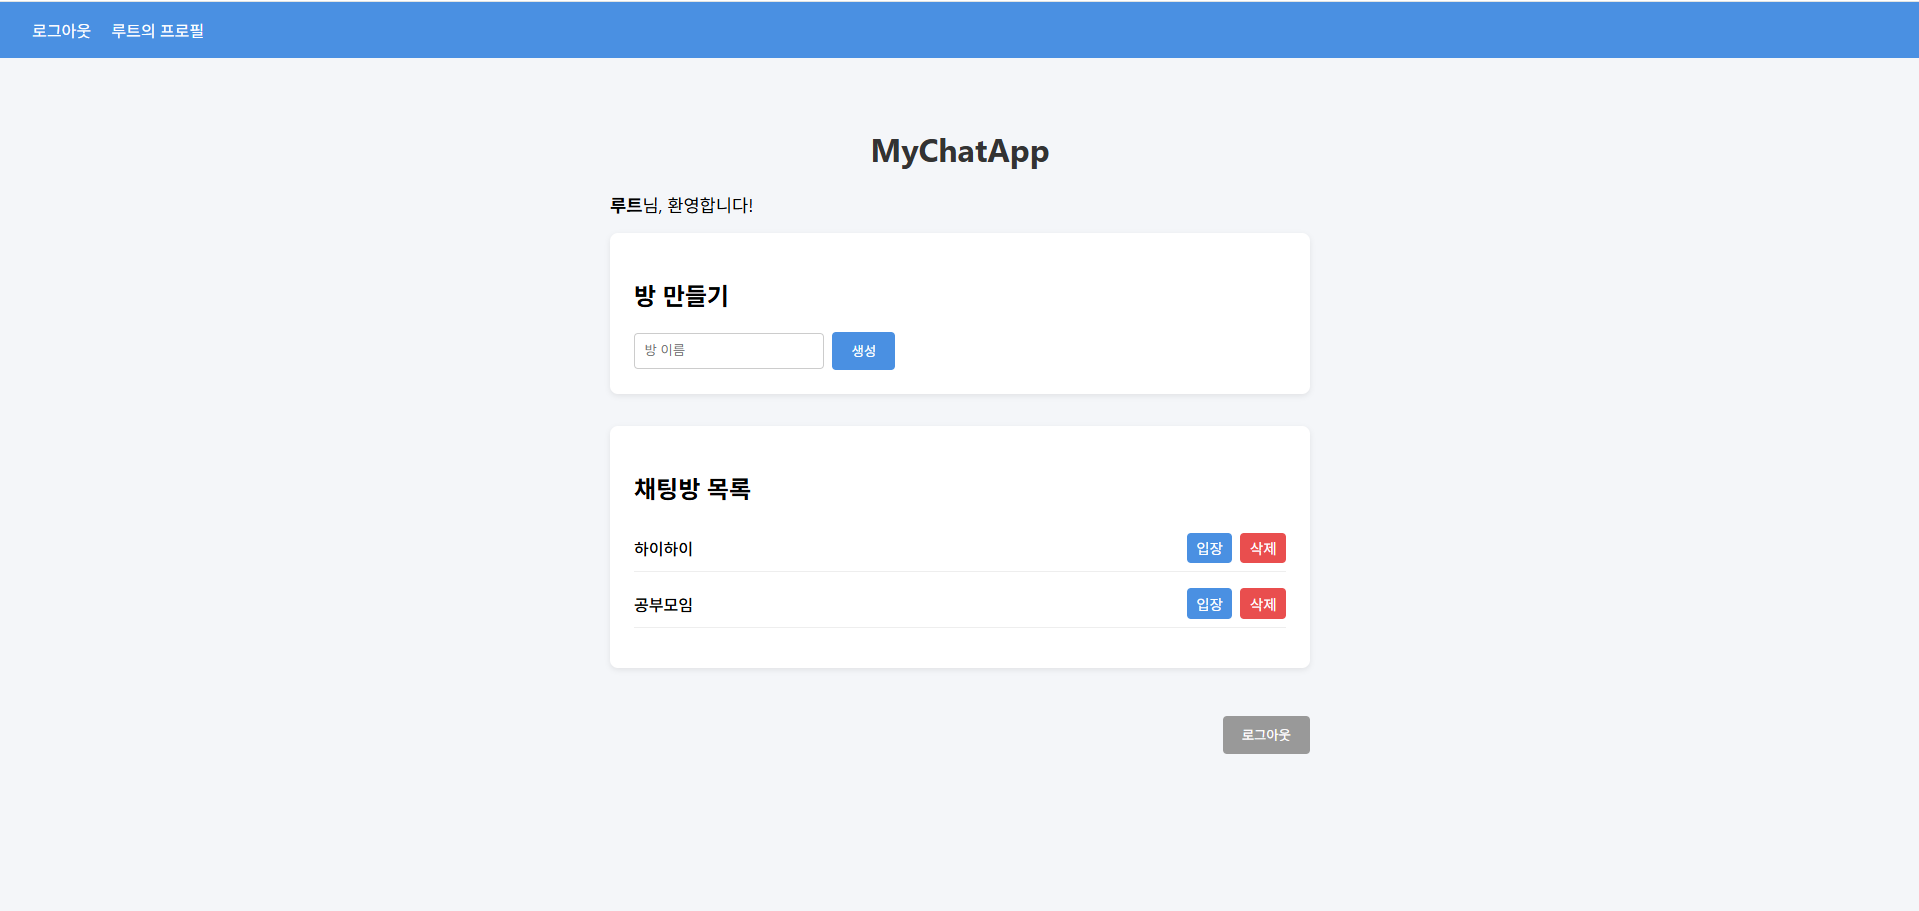 로그아웃 루트의 프로필
MyChatApp
루트님, 환영합니다!
방 만들기
방 이름 생성
채팅방 목록
하이하이 입장 삭제
공부모임 입장 삭제
로그아웃